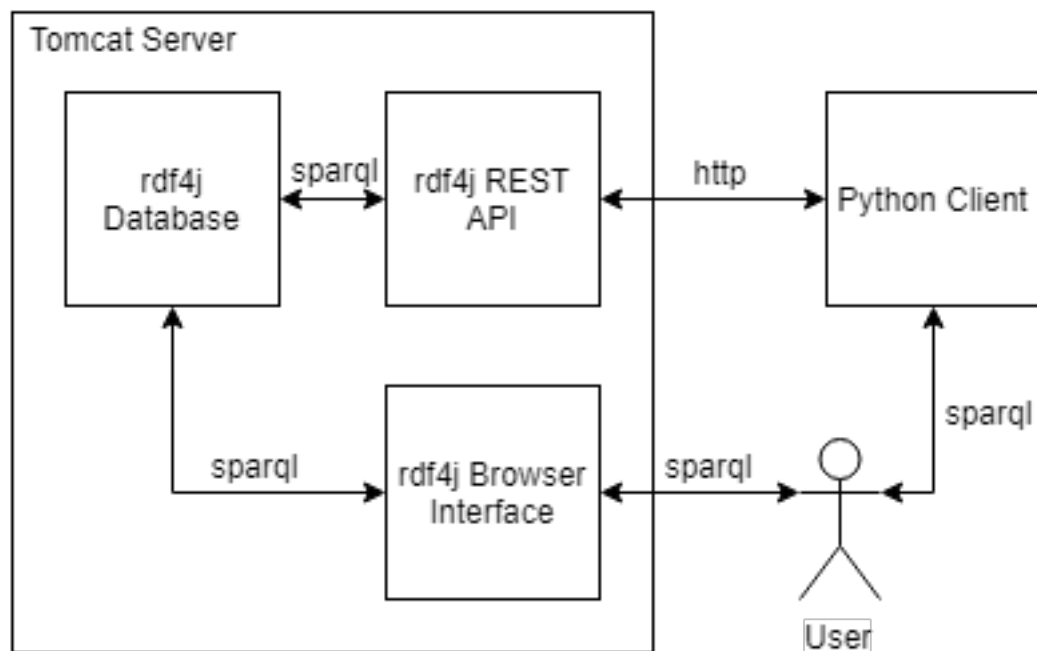 Tomcat Server
rdf4j
Database
sparql
rdf4j REST
API
http
Python Client
sparql
rdf4j Browser
Interface
sparql
sparql
User